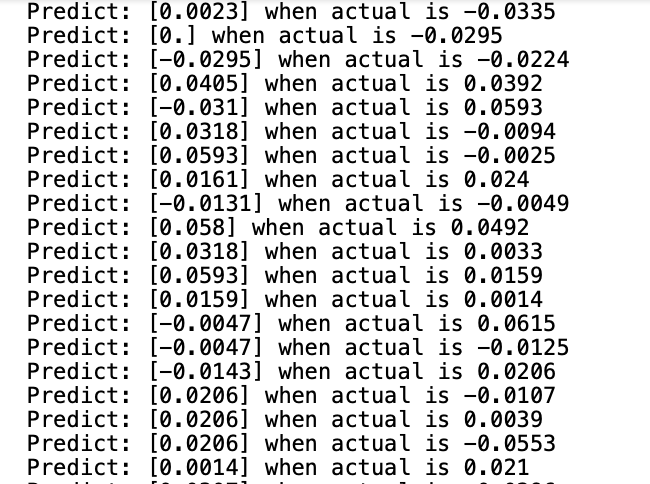 Predict: [0.0023] when actual is -0.0335
Predict: [0.] when actual is -0.0295
Predict: [-0.0295] when actual is -0.0224
Predict: [0.0405] when actual is 0.0392
Predict: [-0.031] when actual is 0.0593
Predict: [0.0318] when actual is -0.0094
Predict: [0.0593] when actual is -0.0025
Predict: [0.0161] when actual is 0.024
Predict: [-0.0131] when actual is -0.0049
Predict: [0.058] when actual is 0.0492
Predict: [0.0318] when actual is 0.0033
Predict: [0.0593] when actual is 0.0159
Predict: [0.0159] when actual is 0.0014
Predict: [-0.0047] when actual is 0.0615
Predict: [-0.0047] when actual is -0.0125
Predict: [-0.0143] when actual is 0.0206
Predict: [0.0206] when actual is -0.0107
Predict: [0.0206] when actual is 0.0039
Predict: [0.0206] when actual is -0.0553
Predict: [0.0014] when actual is 0.021